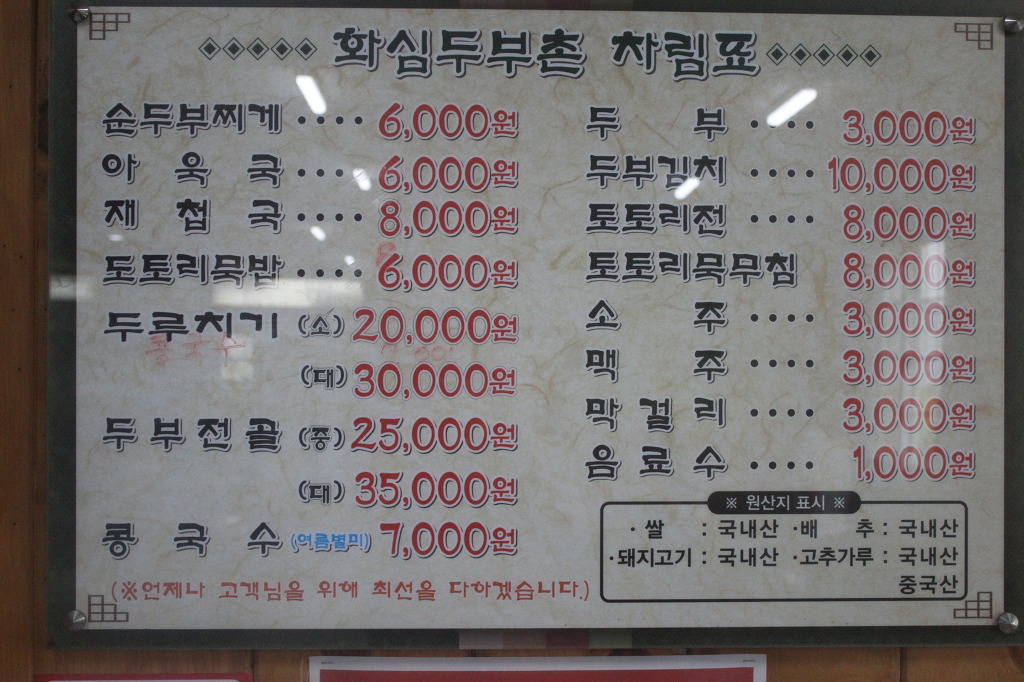 화심두부촌 차림표
순두부찌게 ···· 6,000원
아욱국 ···· 6,000원
재첩국 ···· 8,000원
도토리묵밥 ···· 6,000원
두루치기 (소) 20,000원
콩국수
(대) 30,000원
두부전골 (중) 25,000원
(대) 35,000원
콩국수 (여름별미) 7,000원
(※언제나 고객님을 위해 최선을 다하겠습니다.)
두부 ···· 3,000원
두부김치 10,000원
토토리전 ···· 8,000원
토토리묵무침 8,000원
소주 ···· 3,000원
맥주 ···· 3,000원
막걸리 ···· 3,000원
음료수 ···· 1,000원
※ 원산지 표시 ※
·쌀 : 국내산 ·배추 : 국내산
·돼지고기 : 국내산 ·고추가루 : 국내산
중국산